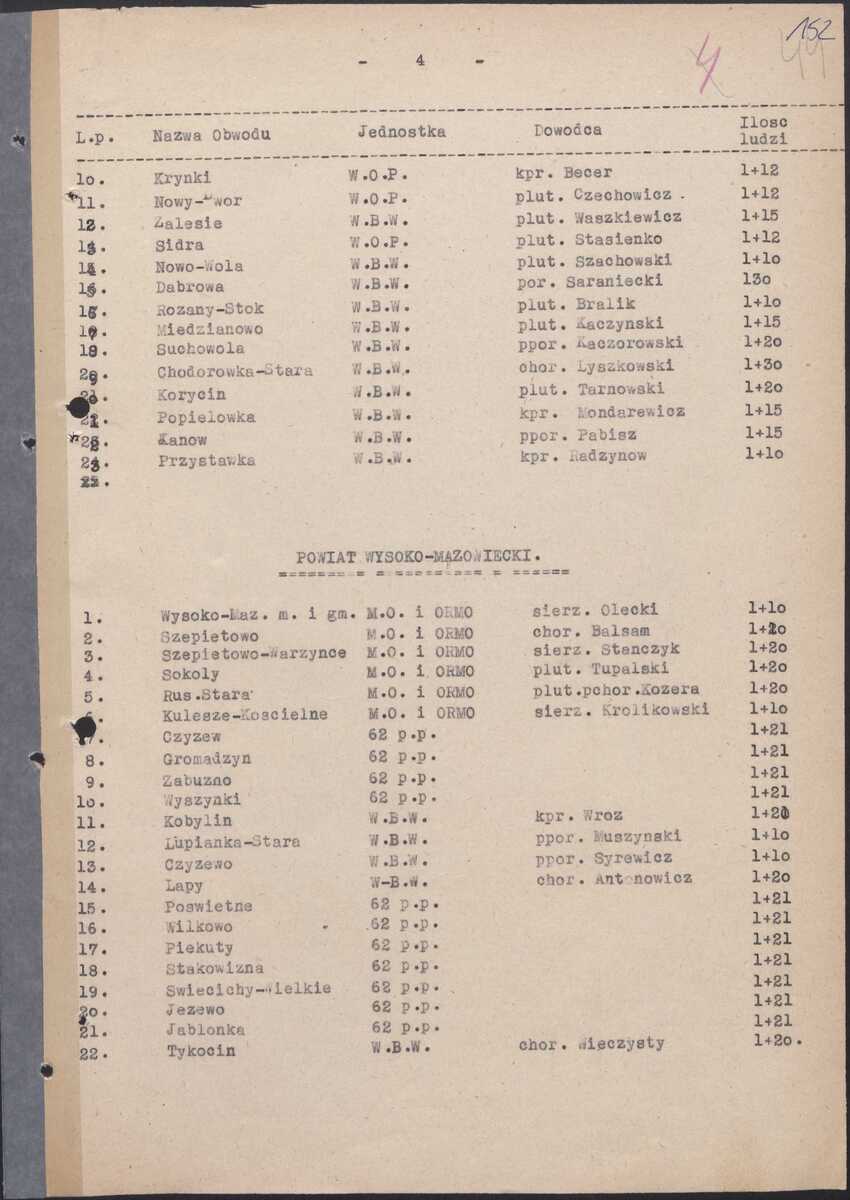 152
- 4 -
4 44
L.p. Nazwa Obwodu Jednostka Dowodca Ilosc ludzi
10. Krynki W.O.P. kpr. Becer 1+12
11. Nowy-Dwor W.O.P. plut. Czechowicz 1+12
12. Zalesie W.B.W. plut. Waszkiewicz 1+15
13. Sidra W.O.P. plut. Stasienko 1+12
14. Nowo-Wola W.B.W. plut. Szachowski 1+10
15. Dabrowa W.B.W. por. Saraniecki 130
16. Rozany-Stok W.B.W. plut. Bralik 1+10
17. Miedzianowo W.B.W. plut. Kaczynski 1+15
18. Suchowola W.B.W. ppor. Kaczorowski 1+20
19. Chodorowka-Stara W.B.W. chor. Lyszkowski 1+30
20. Korycin W.B.W. plut. Tarnowski 1+20
21. Popielowka W.B.W. kpr. Mondarewicz 1+15
22. Kanow W.B.W. ppor. Pabisz 1+15
23. Przystawka W.B.W. kpr. Radzynow 1+10
POWIAT WYSOKO-MAZOWIECKI.
1. Wysoko-Maz. m. i gm. M.O. i ORMO sierz. Olecki 1+10
2. Szepietowo M.O. i ORMO chor. Balsam
3. Szepietowo-Warzynce M.O. i ORMO sierz. Stenczyk 1+20
4. Sokoly M.O. i ORMO plut. Tupalski 1+20
5. Rus.Stara M.O. i ORMO plut.pchor.Kozera 1+20
6. Kulesze-Koscielne M.O. i ORMO sierz. Krolikowski 1+10
7. Czyzew 62 p.p. 1+21
8. Gromadzyn 62 p.p. 1+21
9. Zabuzno 62 p.p. 1+21
10. Wyszynki 62 p.p. 1+21
11. Kobylin W.B.W. kpr. Wroz
12. Lupianka-Stara W.B.W. ppor. Muszynski 1+10
13. Czyzewo W.B.W. ppor. Syrewicz 1+10
14. Lapy W-B.W. chor. Antonowicz 1+20
15. Poswietne 62 p.p. 1+21
16. Wilkowo 62 p.p. 1+21
17. Piekuty 62 p.p. 1+21
18. Stakowizna 62 p.p. 1+21
19. Swiecichy-Wielkie 62 p.p. 1+21
20. Jezewo 62 p.p. 1+21
21. Jablonka 62 p.p. 1+21
22. Tykocin W.B.W. chor. Wieczysty 1+20.